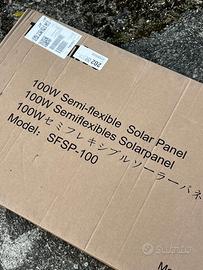 100W Semi-flexible Solar Panel
100W Semiflexibles Solarpanel
100Wセミフレキシブルソーラーパネ
Model: SFSP-100
Subito